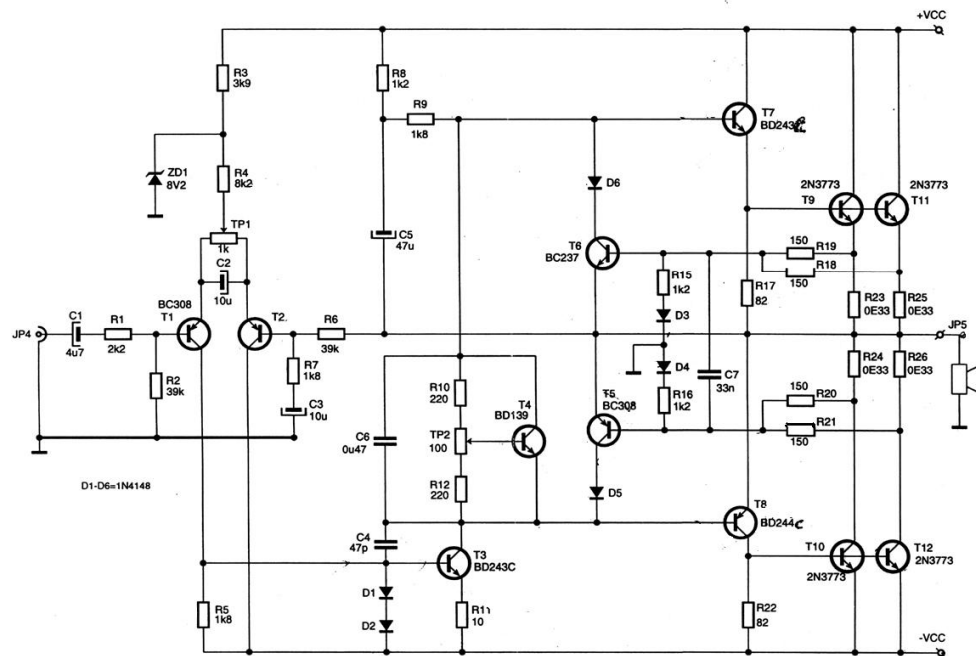 +VCC
R3
3k9
R8
1k2
R9
1k8
T7
BD243C
ZD1
8V2
R4
8k2
D6
2N3773
2N3773
T9
T11
TP1
1k
C5
47u
T6
BC237
150
R19
R18
150
C2
10u
R15
1k2
R17
82
R23
0E33
R25
0E33
BC308
T1
T2.
D3
JP4
C1
4u7
R1
2k2
R6
39k
JP5
R7
1k8
D4
C7
33n
R24
0E33
R26
0E33
R2
39k
R10
220
T4
BD139
T5
BC308
R16
1k2
150
R20
C3
10u
R21
150
C6
0u47
TP2
100
D1-D6=1N4148
R12
220
D5
T8
BD244C
C4
47p
T3
BD243C
T10
2N3773
T12
2N3773
D1
R5
1k8
D2
R11
10
R22
82
-VCC